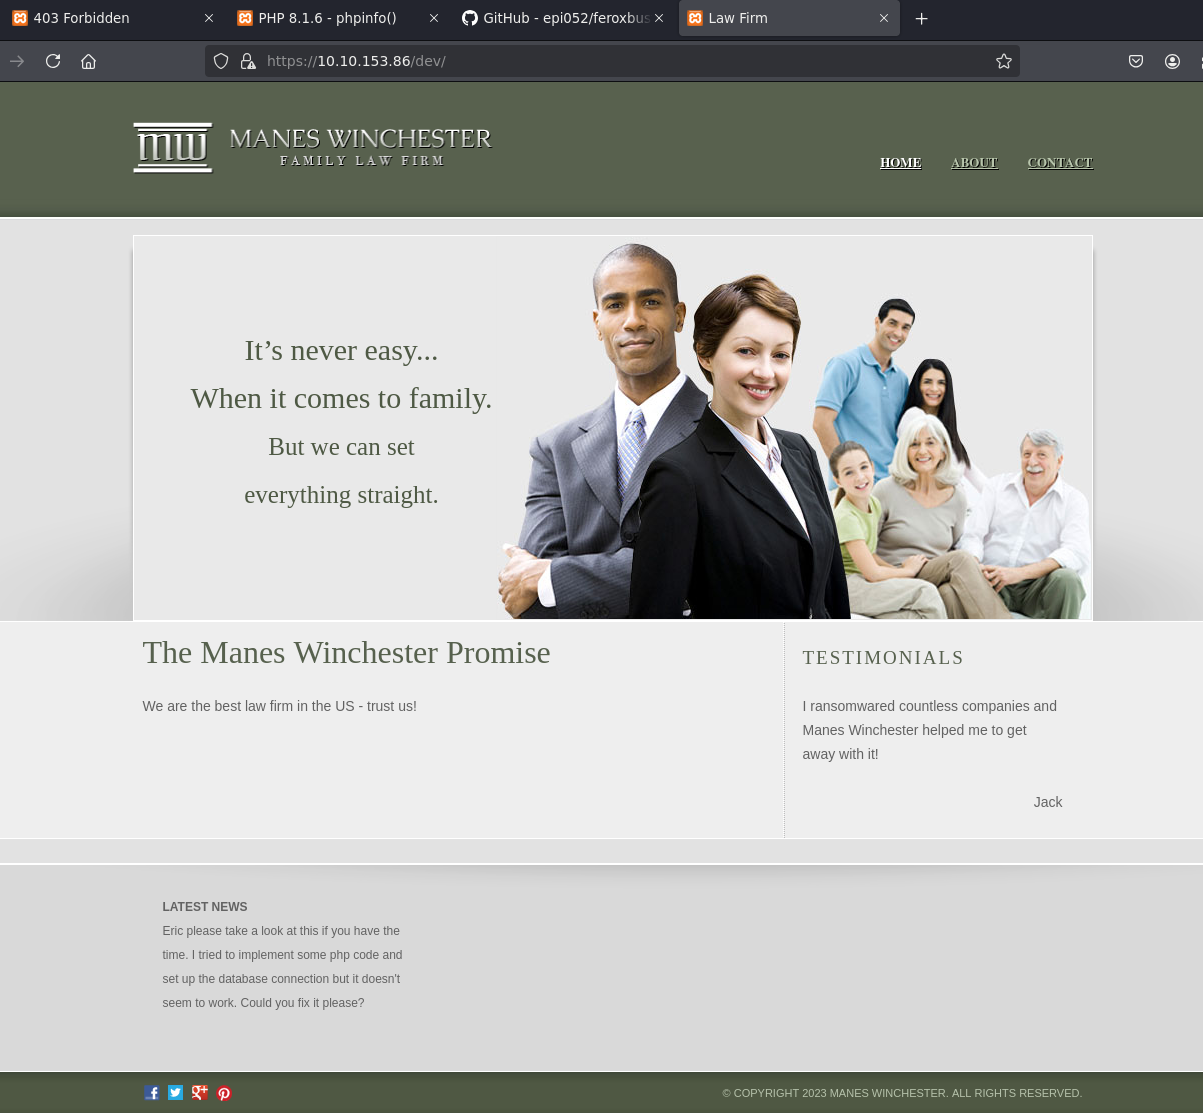 403 Forbidden
PHP 8.1.6 - phpinfo()
GitHub - epi052/feroxbus
Law Firm
https://10.10.153.86/dev/
mw
MANES WINCHESTER
FAMILY LAW FIRM
HOME
ABOUT
CONTACT
It’s never easy...
When it comes to family.
But we can set
everything straight.
The Manes Winchester Promise
We are the best law firm in the US - trust us!
TESTIMONIALS
I ransomwared countless companies and
Manes Winchester helped me to get
away with it!
Jack
LATEST NEWS
Eric please take a look at this if you have the
time. I tried to implement some php code and
set up the database connection but it doesn't
seem to work. Could you fix it please?
© COPYRIGHT 2023 MANES WINCHESTER. ALL RIGHTS RESERVED.